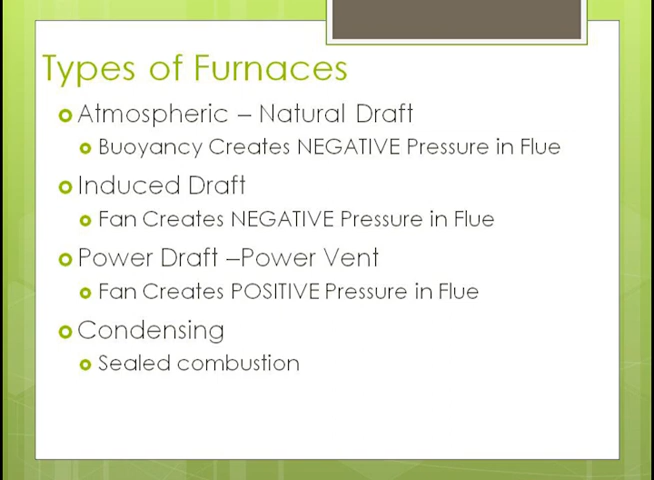 Types of Furnaces
Atmospheric – Natural Draft
Buoyancy Creates NEGATIVE Pressure in Flue
Induced Draft
Fan Creates NEGATIVE Pressure in Flue
Power Draft –Power Vent
Fan Creates POSITIVE Pressure in Flue
Condensing
Sealed combustion